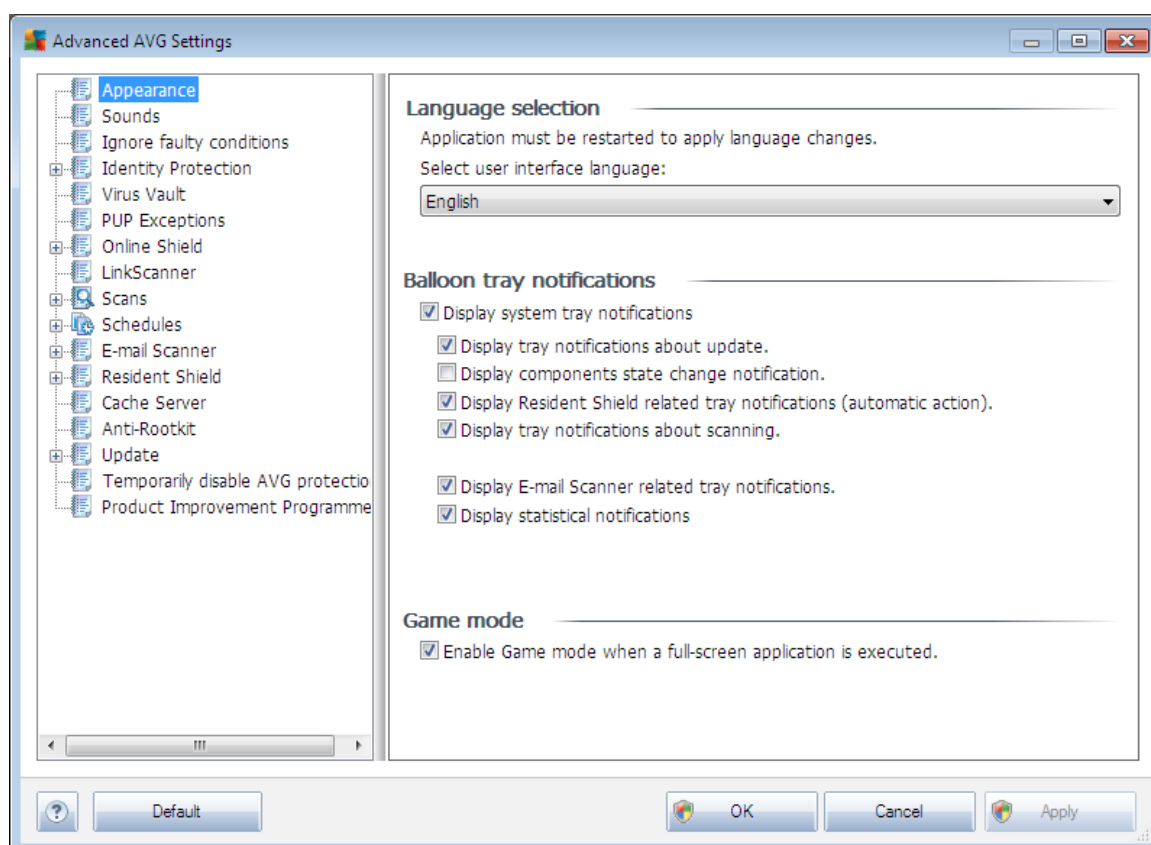 Advanced AVG Settings
Appearance
Sounds
Ignore faulty conditions
Identity Protection
Virus Vault
PUP Exceptions
Online Shield
LinkScanner
Scans
Schedules
E-mail Scanner
Resident Shield
Cache Server
Anti-Rootkit
Update
Temporarily disable AVG protectio
Product Improvement Programme
Language selection
Application must be restarted to apply language changes.
Select user interface language:
English
Balloon tray notifications
Display system tray notifications
Display tray notifications about update.
Display components state change notification.
Display Resident Shield related tray notifications (automatic action).
Display tray notifications about scanning.
Display E-mail Scanner related tray notifications.
Display statistical notifications
Game mode
Enable Game mode when a full-screen application is executed.
? Default OK Cancel Apply